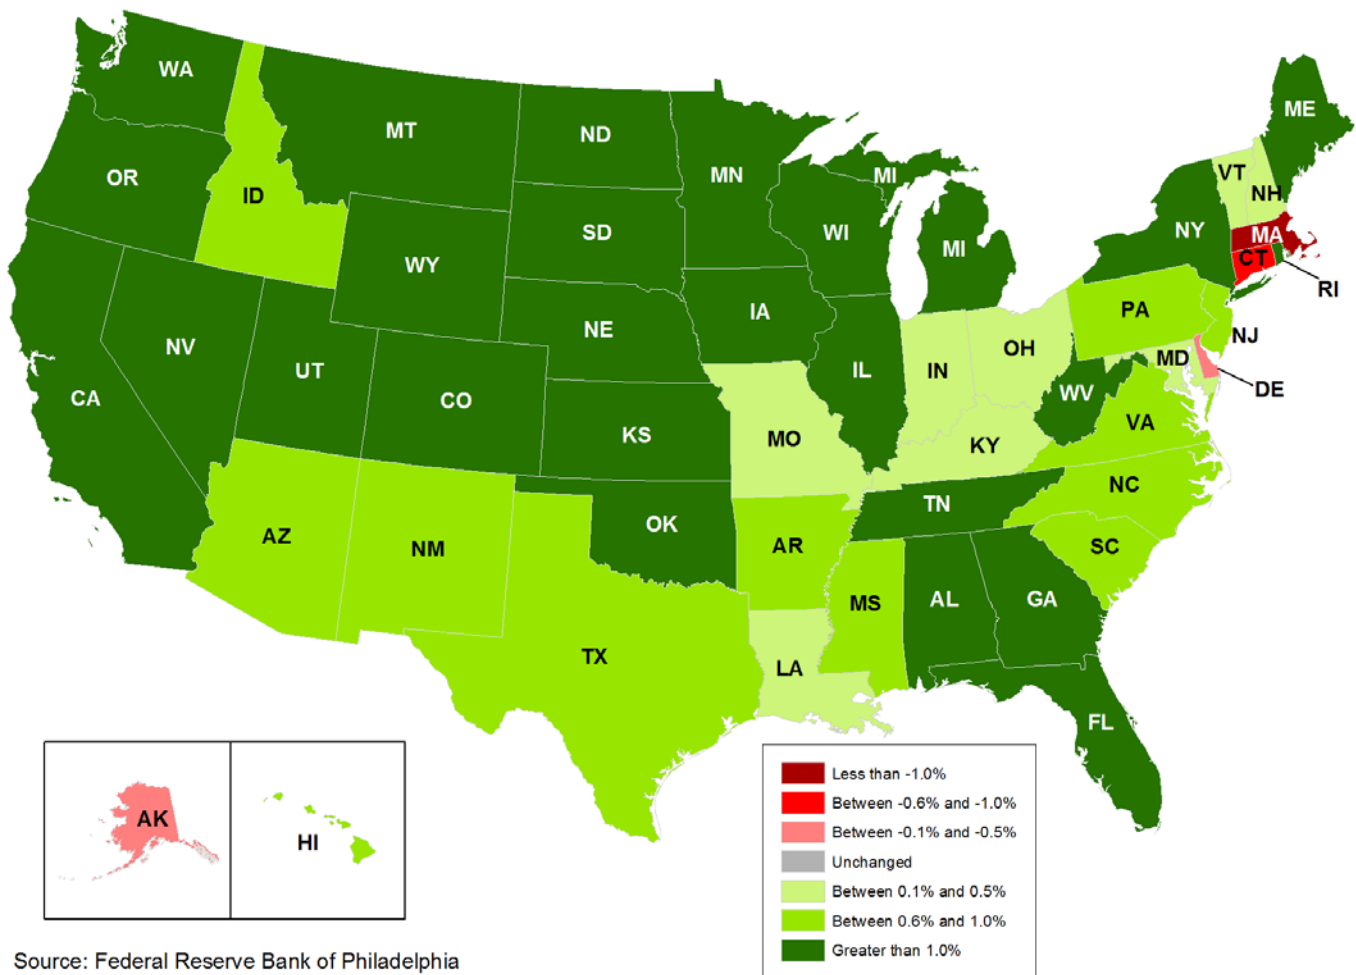 WA
MT
ND
ME
OR
ID
MN
MI
VT
NH
SD
WI
NY
MA
WY
MI
CT
RI
IA
NE
PA
NV
OH
NJ
UT
IL
IN
MD
CA
CO
DE
WV
KS
MO
KY
VA
NC
OK
TN
AZ
NM
AR
SC
MS
AL
GA
TX
LA
FL
AK
HI
Less than -1.0%
Between -0.6% and -1.0%
Between -0.1% and -0.5%
Unchanged
Between 0.1% and 0.5%
Between 0.6% and 1.0%
Greater than 1.0%
Source: Federal Reserve Bank of Philadelphia